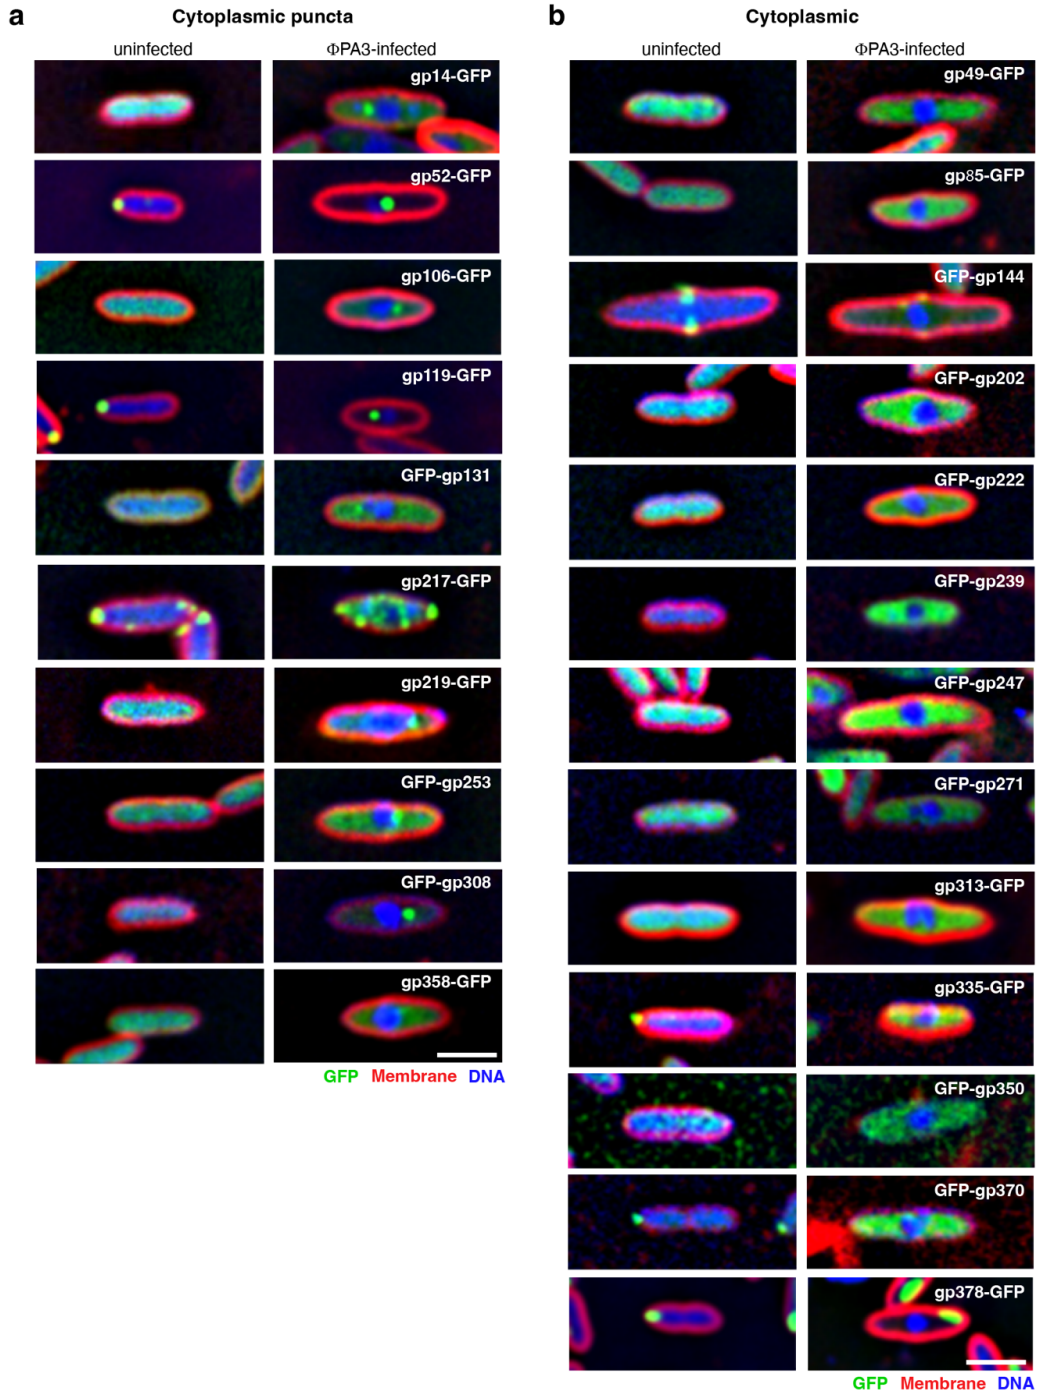 a
Cytoplasmic puncta
uninfected
ΦPA3-infected
gp14-GFP
gp52-GFP
gp106-GFP
gp119-GFP
GFP-gp131
gp217-GFP
gp219-GFP
GFP-gp253
GFP-gp308
gp358-GFP
GFP Membrane DNA
b
Cytoplasmic
uninfected
ΦPA3-infected
gp49-GFP
gp85-GFP
GFP-gp144
GFP-gp202
GFP-gp222
GFP-gp239
GFP-gp247
GFP-gp271
gp313-GFP
gp335-GFP
GFP-gp350
GFP-gp370
gp378-GFP
GFP Membrane DNA